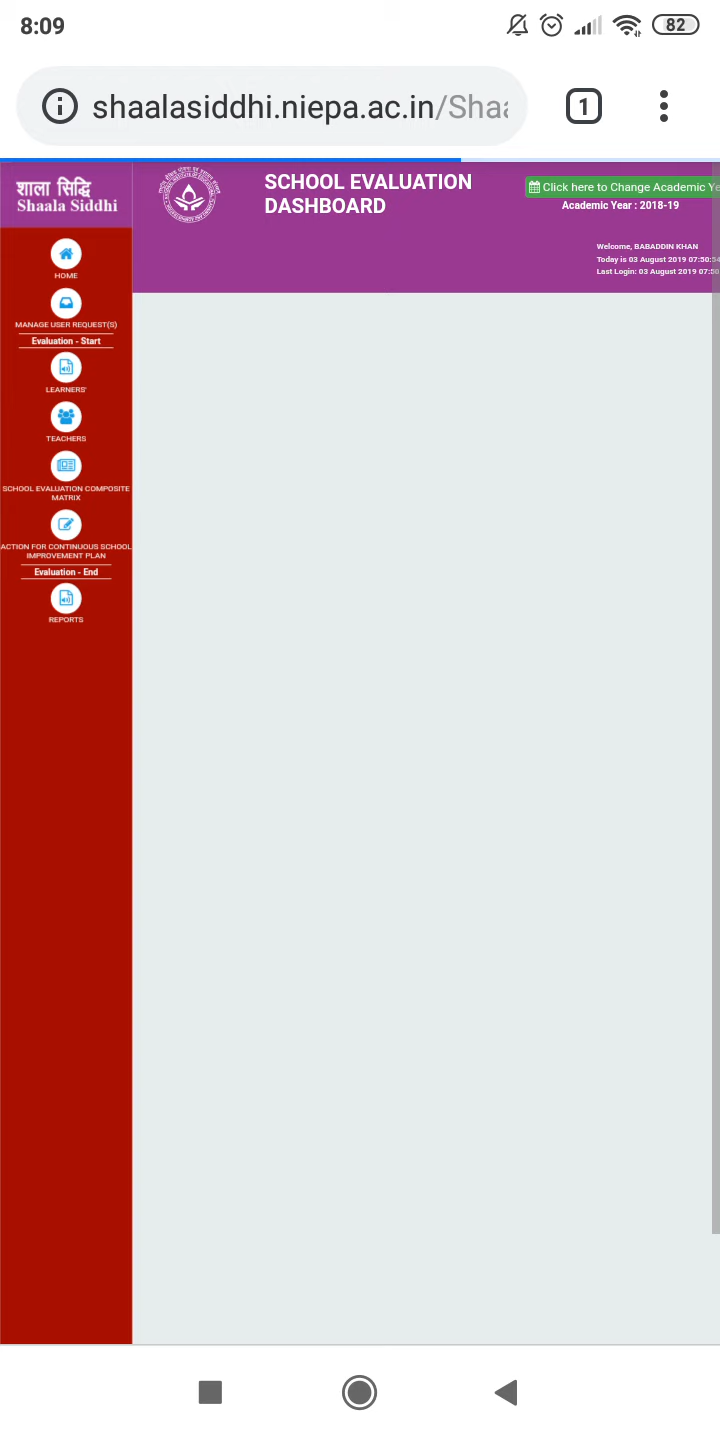 8:09
82
shaalasiddhi.niepa.ac.in/Shaa
1
शाला सिद्धि
Shaala Siddhi
SCHOOL EVALUATION
DASHBOARD
Click here to Change Academic Ye
Academic Year : 2018-19
Welcome, BABADDIN KHAN
Today is 03 August 2019 07:50:54
Last Login: 03 August 2019 07:50
HOME
MANAGE USER REQUEST(S)
Evaluation - Start
LEARNERS'
TEACHERS
SCHOOL EVALUATION COMPOSITE
MATRIX
ACTION FOR CONTINUOUS SCHOOL
IMPROVEMENT PLAN
Evaluation - End
REPORTS